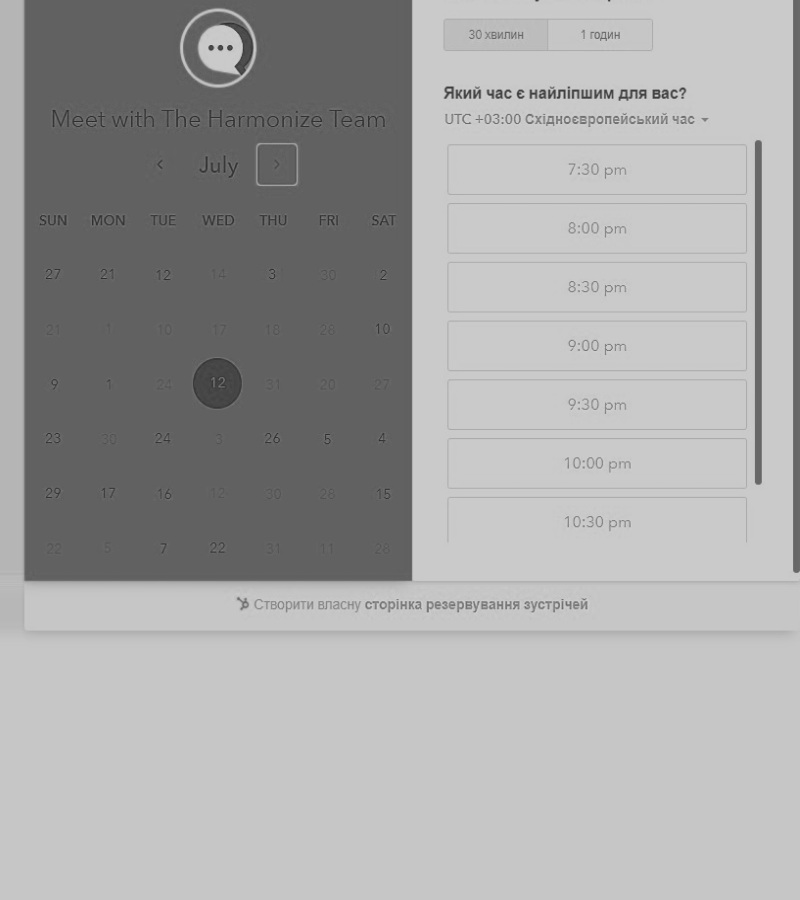 Meet with The Harmonize Team
July
SUN MON TUE WED THU FRI SAT
27 21 12 14 3 30 2
21 1 10 17 18 28 10
9 1 24 12 31 20 27
23 30 24 3 26 5 4
29 17 16 12 30 28 15
22 5 7 22 31 11 28
30 хвилин 1 годин
Який час є найліпшим для вас?
UTC +03:00 Східноєвропейський час
7:30 pm
8:00 pm
8:30 pm
9:00 pm
9:30 pm
10:00 pm
10:30 pm
Створити власну сторінка резервування зустрічей